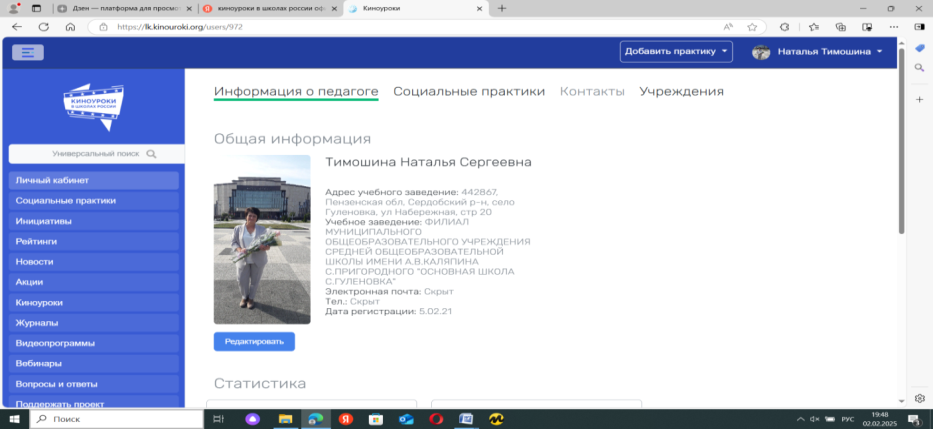 Дзен — платформа для просмот
киноуроки в школах россии оф
Киноуроки
https://lk.kinouroki.org/users/972
Добавить практику
Наталья Тимошина
КИНОУРОКИ
В ШКОЛАХ РОССИИ
Универсальный поиск
Личный кабинет
Социальные практики
Инициативы
Рейтинги
Новости
Акции
Киноуроки
Журналы
Видеопрограммы
Вебинары
Вопросы и ответы
Поддержать проект
Информация о педагоге Социальные практики Контакты Учреждения
Общая информация
Тимошина Наталья Сергеевна
Адрес учебного заведение: 442867,
Пензенская обл, Сердобский р-н, село
Гуленовка, ул Набережная, стр 20
Учебное заведение: ФИЛИАЛ
МУНИЦИПАЛЬНОГО
ОБЩЕОБРАЗОВАТЕЛЬНОГО УЧРЕЖДЕНИЯ
СРЕДНЕЙ ОБЩЕОБРАЗОВАТЕЛЬНОЙ
ШКОЛЫ ИМЕНИ А.В.КАЛЯПИНА
С.ПРИГОРОДНОГО "ОСНОВНАЯ ШКОЛА
С.ГУЛЕНОВКА"
Электронная почта: Скрыт
Тел.: Скрыт
Дата регистрации: 5.02.21
Редактировать
Статистика
Поиск
РУС
19:48
02.02.2025